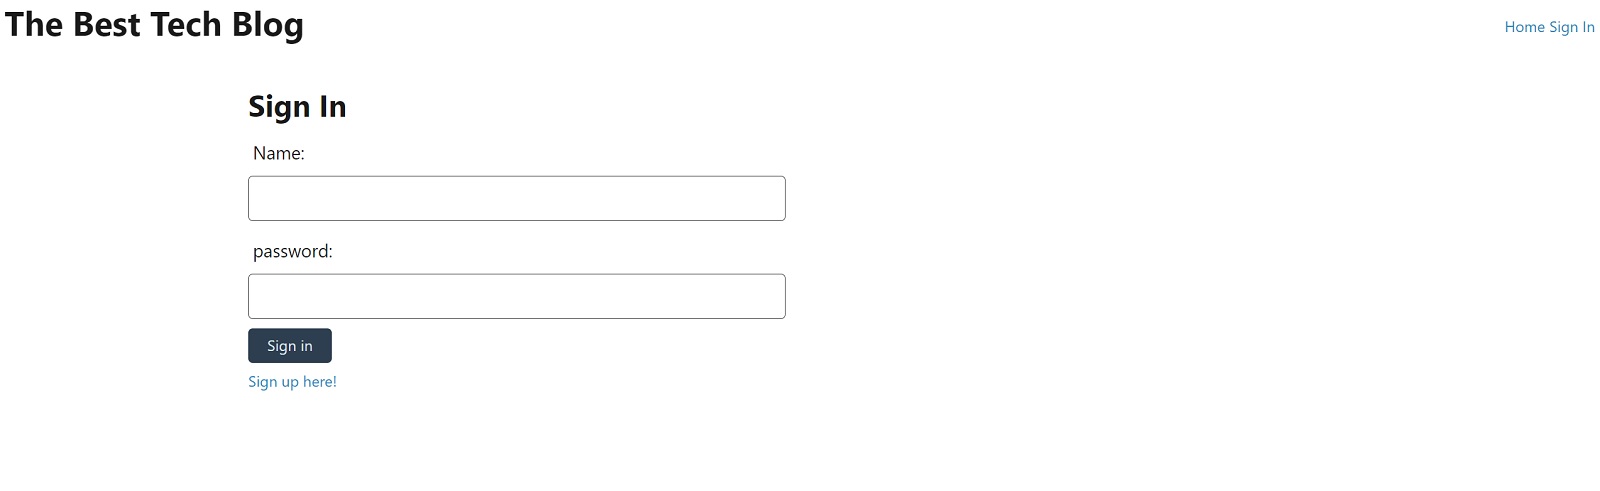 The Best Tech Blog
Home Sign In
Sign In
Name:
password:
Sign in
Sign up here!